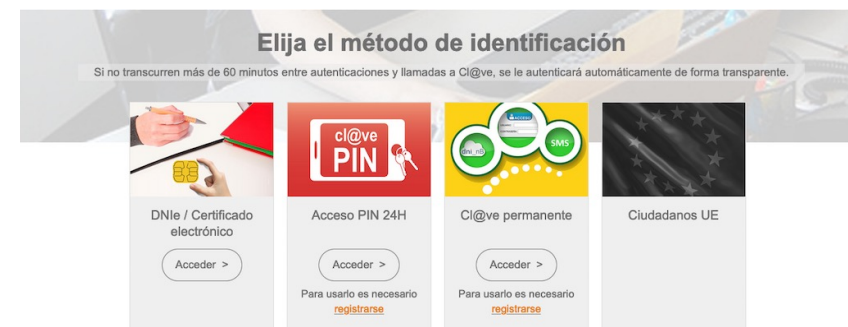 Elija el método de identificación
Si no transcurren más de 60 minutos entre autenticaciones y llamadas a Cl@ve, se le autenticará automáticamente de forma transparente.
cl@ve
PIN
ACCESO
dni_nб
SMS
DNIe / Certificado
electrónico
Acceso PIN 24H
Cl@ve permanente
Ciudadanos UE
Acceder >
Acceder >
Acceder >
Para usarlo es necesario
registrarse
Para usarlo es necesario
registrarse